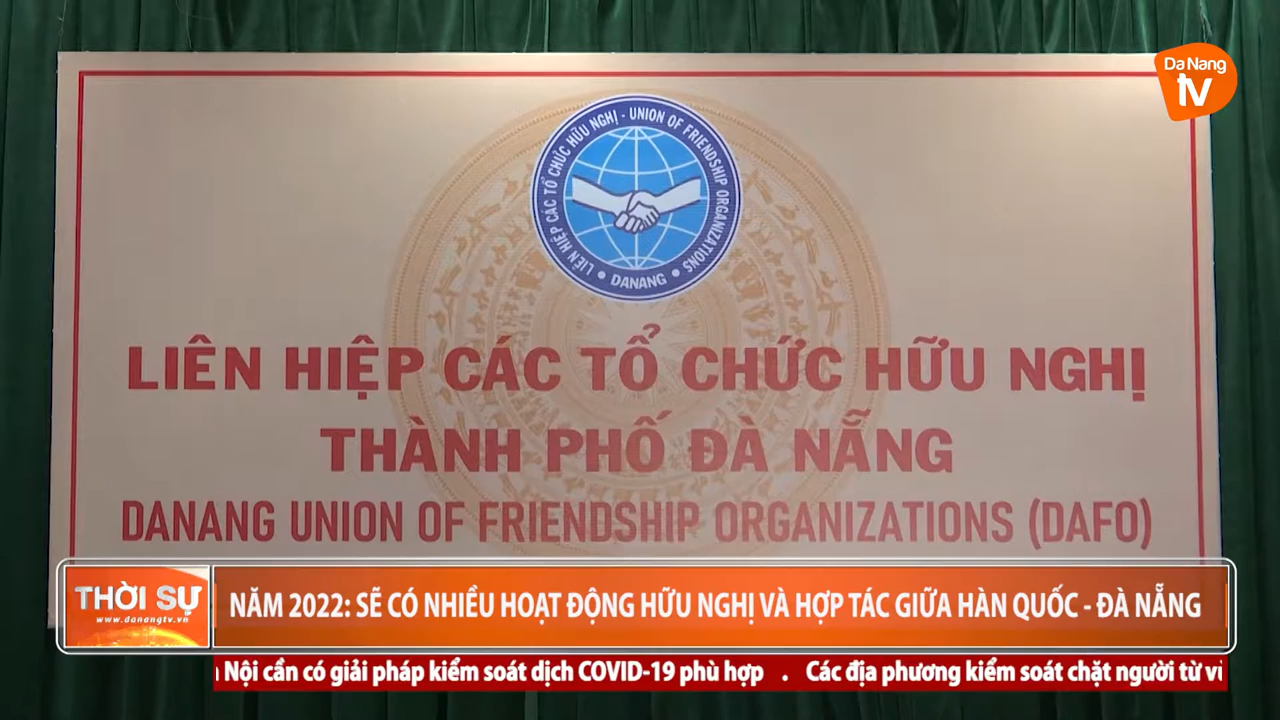 Da Nang
tv
LIÊN HIỆP CÁC TỔ CHỨC HỮU NGHỊ - UNION OF FRIENDSHIP ORGANIZATIONS
DANANG
LIÊN HIỆP CÁC TỔ CHỨC HỮU NGHỊ
THÀNH PHỐ ĐÀ NẴNG
DANANG UNION OF FRIENDSHIP ORGANIZATIONS (DAFO)
THỜI SỰ
www.danangtv.vn
NĂM 2022: SẼ CÓ NHIỀU HOẠT ĐỘNG HỮU NGHỊ VÀ HỢP TÁC GIỮA HÀN QUỐC - ĐÀ NẴNG
Nội cần có giải pháp kiểm soát dịch COVID-19 phù hợp . Các địa phương kiểm soát chặt người từ